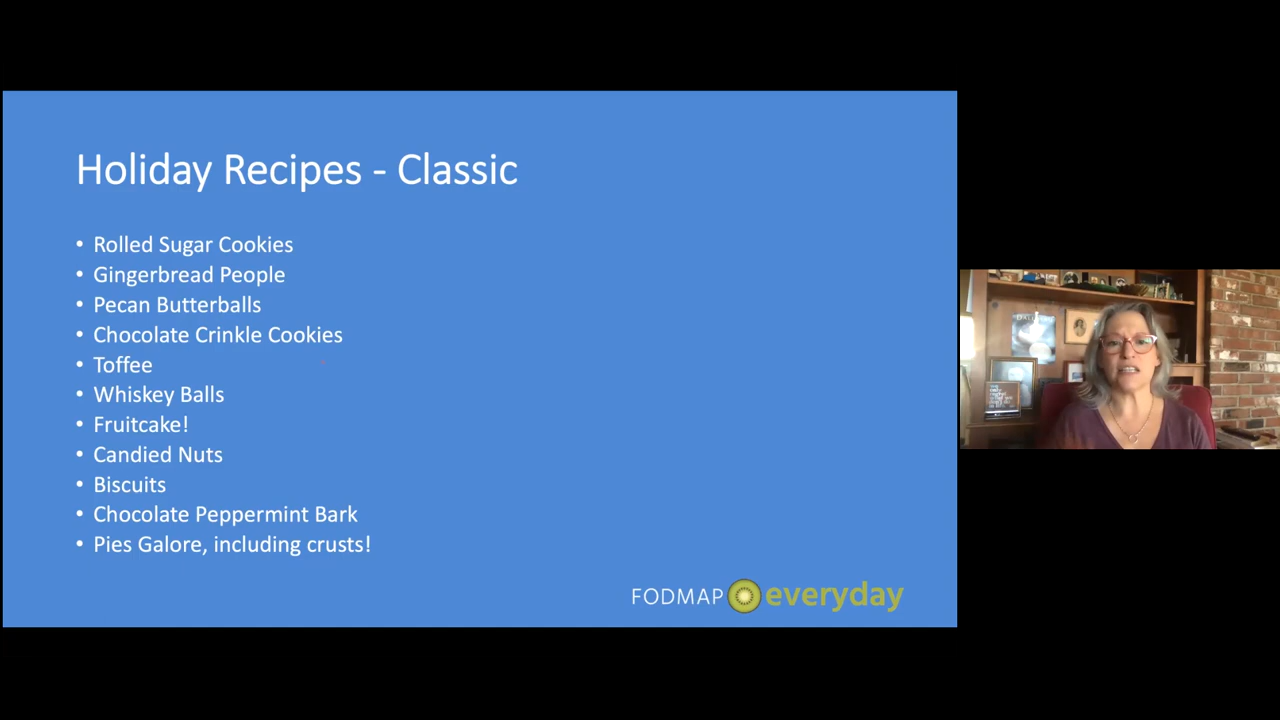 Holiday Recipes - Classic
• Rolled Sugar Cookies
• Gingerbread People
• Pecan Butterballs
• Chocolate Crinkle Cookies
• Toffee
• Whiskey Balls
• Fruitcake!
• Candied Nuts
• Biscuits
• Chocolate Peppermint Bark
• Pies Galore, including crusts!
FODMAP everyday